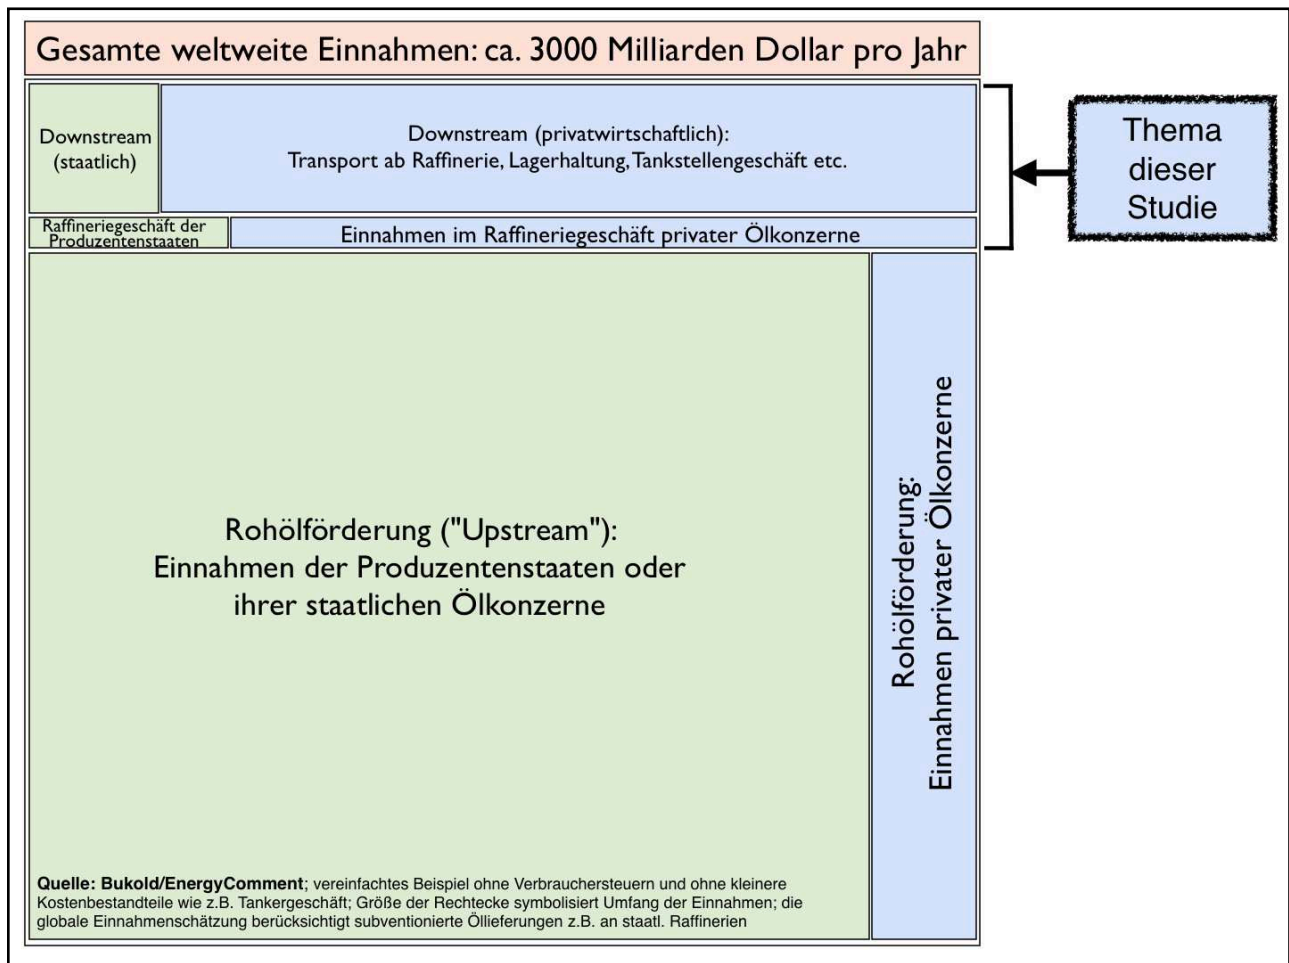 Gesamte weltweite Einnahmen: ca. 3000 Milliarden Dollar pro Jahr
Downstream
(staatlich)
Downstream (privatwirtschaftlich):
Transport ab Raffinerie, Lagerhaltung, Tankstellengeschäft etc.
Thema
dieser
Studie
Raffineriegeschäft der
Produzentenstaaten
Einnahmen im Raffineriegeschäft privater Ölkonzerne
Rohölförderung ("Upstream"):
Einnahmen der Produzentenstaaten oder
ihrer staatlichen Ölkonzerne
Rohölförderung:
Einnahmen privater Ölkonzerne
Quelle: Bukold/EnergyComment; vereinfachtes Beispiel ohne Verbrauchersteuern und ohne kleinere
Kostenbestandteile wie z.B. Tankergeschäft; Größe der Rechtecke symbolisiert Umfang der Einnahmen; die
globale Einnahmenschätzung berücksichtigt subventionierte Öllieferungen z.B. an staatl. Raffinerien